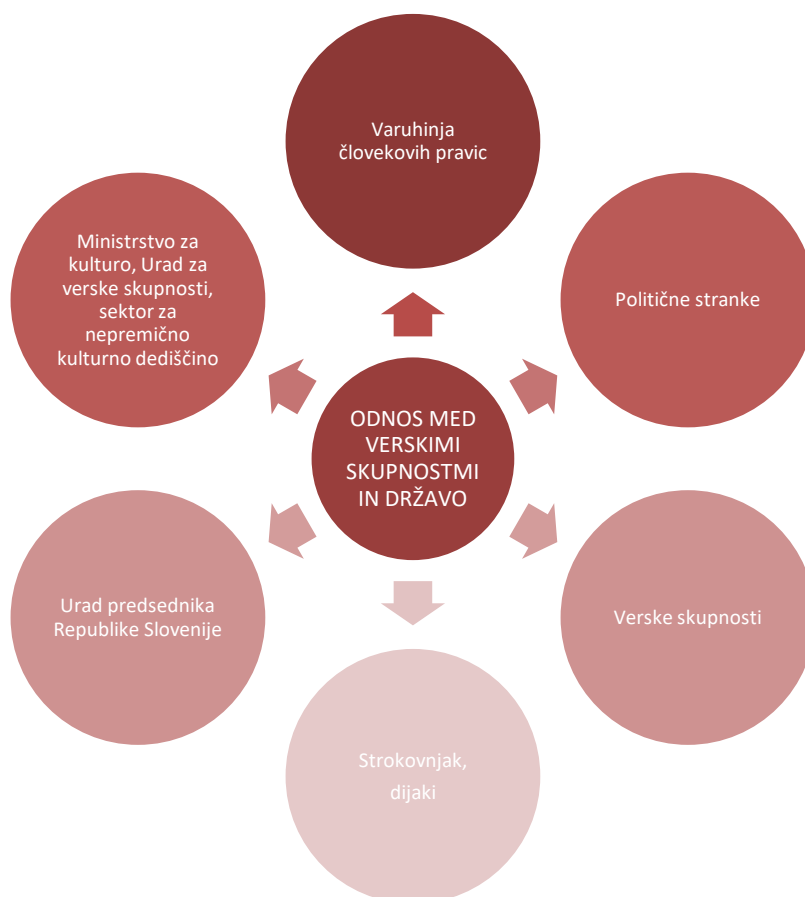 Varuhinja
človekovih pravic
Ministrstvo za
kulturo, Urad za
verske skupnosti,
sektor za
nepremično
kulturno dediščino
Politične stranke
ODNOS MED
VERSKIMI
SKUPNOSTMI
IN DRŽAVO
Urad predsednika
Republike Slovenije
Verske skupnosti
Strokovnjak,
dijaki